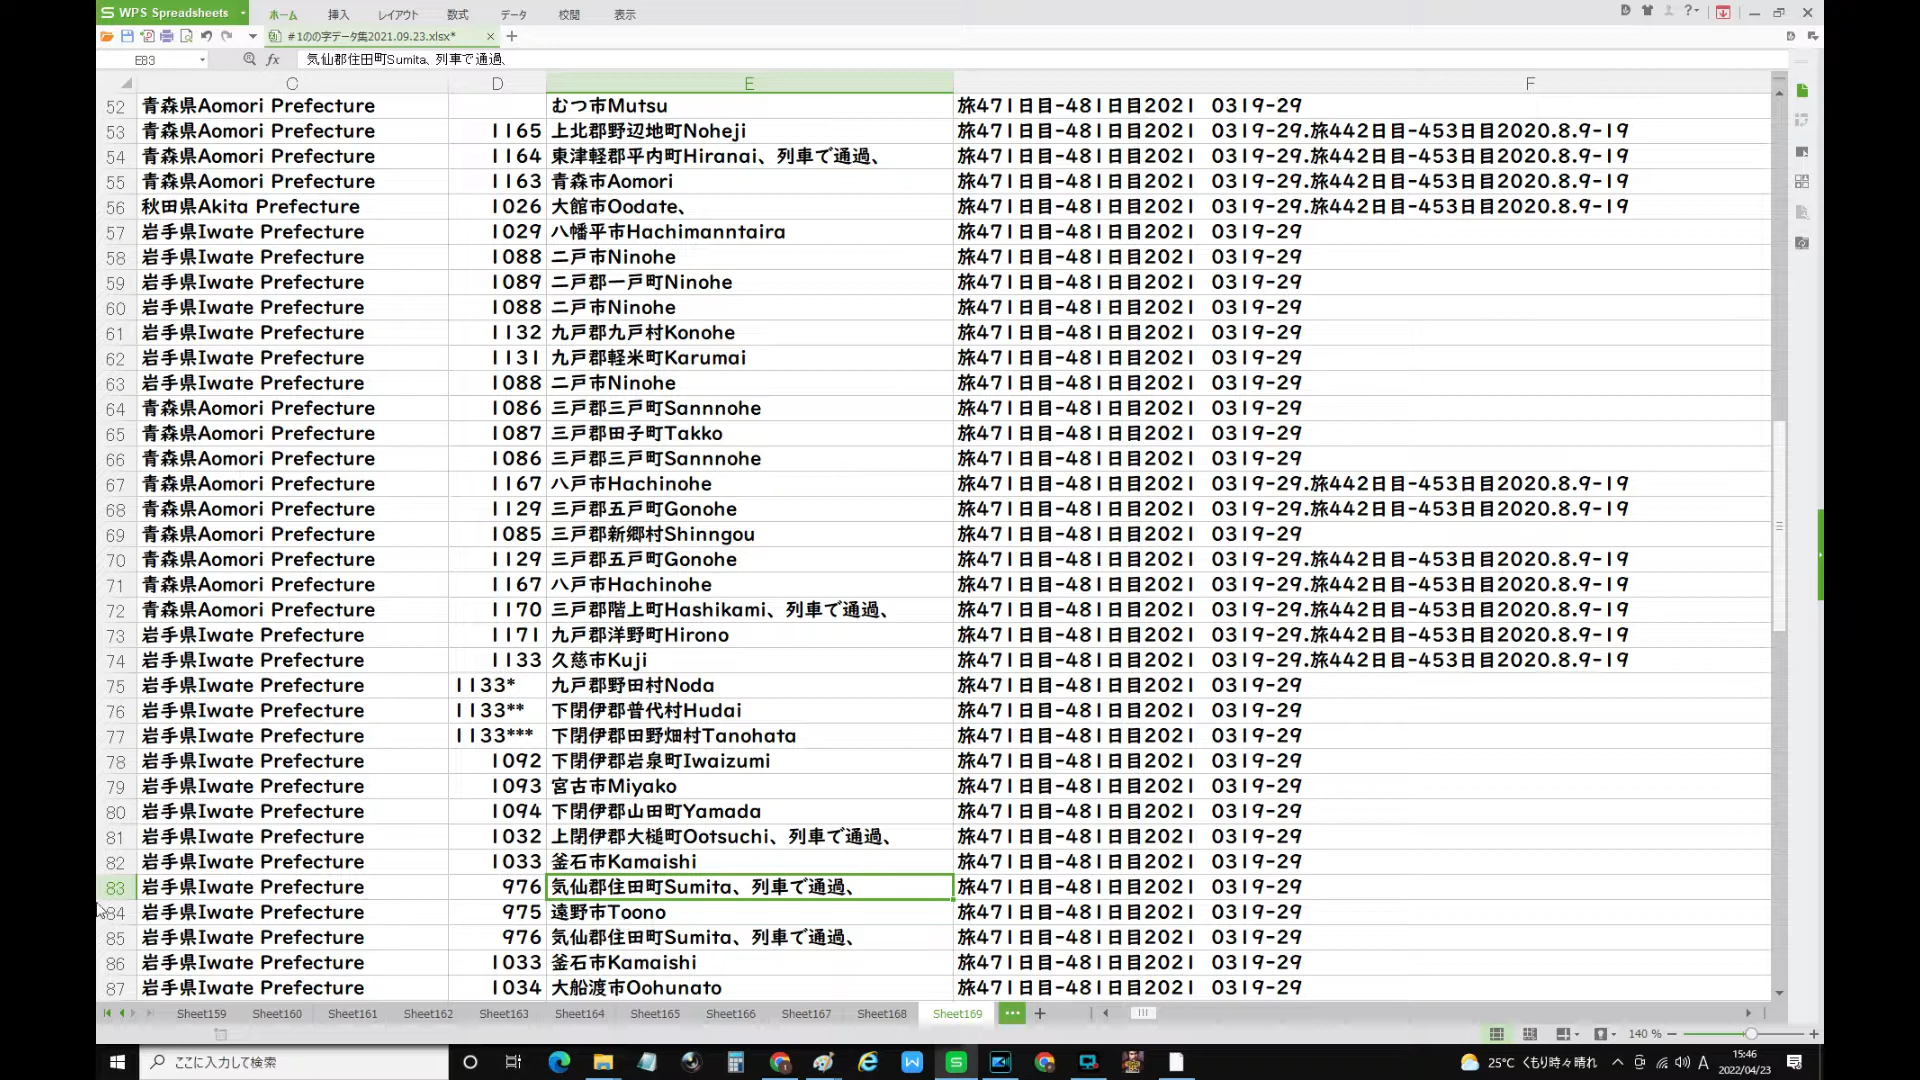 WPS Spreadsheets ホーム 挿入 レイアウト 数式 データ 校閲 表示
#1のの字データ集2021.09.23.xlsx*
E83 fx 気仙郡住田町Sumita、列車で通過、
C D E F
52 青森県Aomori Prefecture むつ市Mutsu 旅471日目-481日目2021 0319-29
53 青森県Aomori Prefecture 1165 上北郡野辺地町Noheji 旅471日目-481日目2021 0319-29.旅442日目-453日目2020.8.9-19
54 青森県Aomori Prefecture 1164 東津軽郡平内町Hiranai、列車で通過、 旅471日目-481日目2021 0319-29.旅442日目-453日目2020.8.9-19
55 青森県Aomori Prefecture 1163 青森市Aomori 旅471日目-481日目2021 0319-29.旅442日目-453日目2020.8.9-19
56 秋田県Akita Prefecture 1026 大館市Oodate、 旅471日目-481日目2021 0319-29.旅442日目-453日目2020.8.9-19
57 岩手県Iwate Prefecture 1029 八幡平市Hachimanntaira 旅471日目-481日目2021 0319-29
58 岩手県Iwate Prefecture 1088 二戸市Ninohe 旅471日目-481日目2021 0319-29
59 岩手県Iwate Prefecture 1089 二戸郡一戸町Ninohe 旅471日目-481日目2021 0319-29
60 岩手県Iwate Prefecture 1088 二戸市Ninohe 旅471日目-481日目2021 0319-29
61 岩手県Iwate Prefecture 1132 九戸郡九戸村Konohe 旅471日目-481日目2021 0319-29
62 岩手県Iwate Prefecture 1131 九戸郡軽米町Karumai 旅471日目-481日目2021 0319-29
63 岩手県Iwate Prefecture 1088 二戸市Ninohe 旅471日目-481日目2021 0319-29
64 青森県Aomori Prefecture 1086 三戸郡三戸町Sannnohe 旅471日目-481日目2021 0319-29
65 青森県Aomori Prefecture 1087 三戸郡田子町Takko 旅471日目-481日目2021 0319-29
66 青森県Aomori Prefecture 1086 三戸郡三戸町Sannnohe 旅471日目-481日目2021 0319-29
67 青森県Aomori Prefecture 1167 八戸市Hachinohe 旅471日目-481日目2021 0319-29.旅442日目-453日目2020.8.9-19
68 青森県Aomori Prefecture 1129 三戸郡五戸町Gonohe 旅471日目-481日目2021 0319-29.旅442日目-453日目2020.8.9-19
69 青森県Aomori Prefecture 1085 三戸郡新郷村Shinngou 旅471日目-481日目2021 0319-29
70 青森県Aomori Prefecture 1129 三戸郡五戸町Gonohe 旅471日目-481日目2021 0319-29.旅442日目-453日目2020.8.9-19
71 青森県Aomori Prefecture 1167 八戸市Hachinohe 旅471日目-481日目2021 0319-29.旅442日目-453日目2020.8.9-19
72 青森県Aomori Prefecture 1170 三戸郡階上町Hashikami、列車で通過、 旅471日目-481日目2021 0319-29.旅442日目-453日目2020.8.9-19
73 岩手県Iwate Prefecture 1171 九戸郡洋野町Hirono 旅471日目-481日目2021 0319-29.旅442日目-453日目2020.8.9-19
74 岩手県Iwate Prefecture 1133 久慈市Kuji 旅471日目-481日目2021 0319-29.旅442日目-453日目2020.8.9-19
75 岩手県Iwate Prefecture 1133* 九戸郡野田村Noda 旅471日目-481日目2021 0319-29
76 岩手県Iwate Prefecture 1133** 下閉伊郡普代村Hudai 旅471日目-481日目2021 0319-29
77 岩手県Iwate Prefecture 1133*** 下閉伊郡田野畑村Tanohata 旅471日目-481日目2021 0319-29
78 岩手県Iwate Prefecture 1092 下閉伊郡岩泉町Iwaizumi 旅471日目-481日目2021 0319-29
79 岩手県Iwate Prefecture 1093 宮古市Miyako 旅471日目-481日目2021 0319-29
80 岩手県Iwate Prefecture 1094 下閉伊郡山田町Yamada 旅471日目-481日目2021 0319-29
81 岩手県Iwate Prefecture 1032 上閉伊郡大槌町Ootsuchi、列車で通過、 旅471日目-481日目2021 0319-29
82 岩手県Iwate Prefecture 1033 釜石市Kamaishi 旅471日目-481日目2021 0319-29
83 岩手県Iwate Prefecture 976 気仙郡住田町Sumita、列車で通過、 旅471日目-481日目2021 0319-29
84 岩手県Iwate Prefecture 975 遠野市Toono 旅471日目-481日目2021 0319-29
85 岩手県Iwate Prefecture 976 気仙郡住田町Sumita、列車で通過、 旅471日目-481日目2021 0319-29
86 岩手県Iwate Prefecture 1033 釜石市Kamaishi 旅471日目-481日目2021 0319-29
87 岩手県Iwate Prefecture 1034 大船渡市Oohunato 旅471日目-481日目2021 0319-29
Sheet159 Sheet160 Sheet161 Sheet162 Sheet163 Sheet164 Sheet165 Sheet166 Sheet167 Sheet168 Sheet169
140 %
ここに入力して検索 25°C くもり時々晴れ A 15:46
2022/04/23